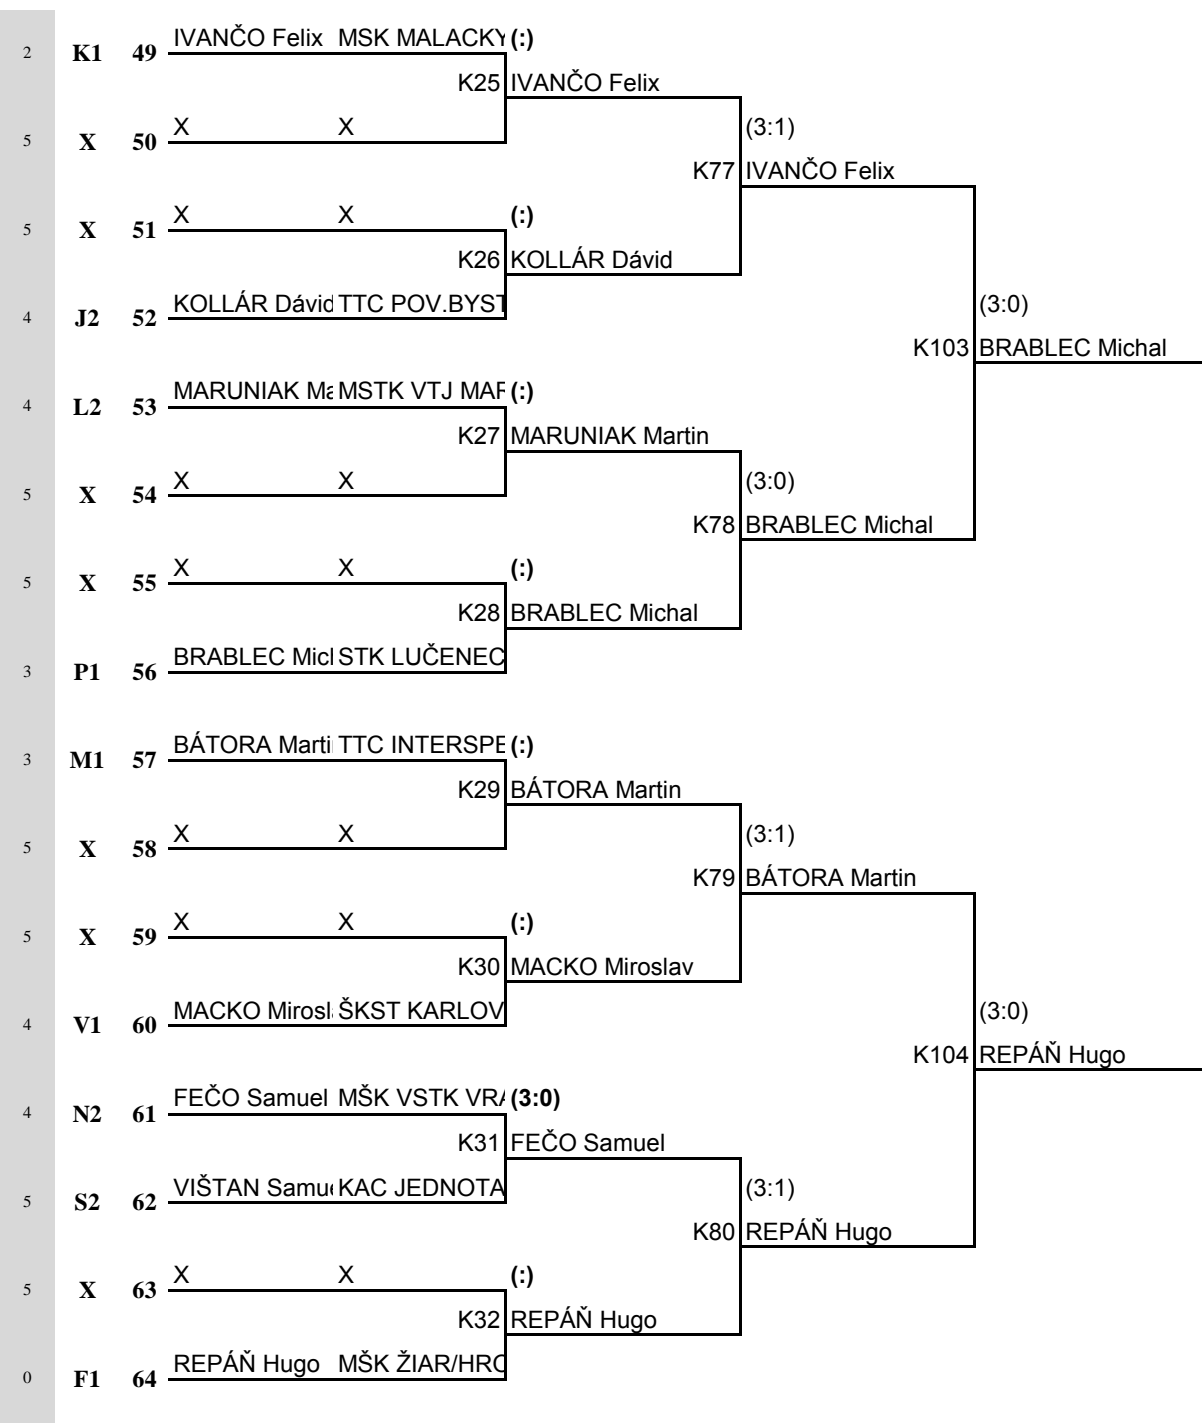 2 K1 49 IVANČO Felix MSK MALACKY (:)
K25 IVANČO Felix
5 X 50 X X (3:1)
K77 IVANČO Felix
5 X 51 X X (:)
K26 KOLLÁR Dávid
4 J2 52 KOLLÁR Dávid TTC POV.BYST (3:0)
K103 BRABLEC Michal
4 L2 53 MARUNIAK Ma MSTK VTJ MAR (:)
K27 MARUNIAK Martin
5 X 54 X X (3:0)
K78 BRABLEC Michal
5 X 55 X X (:)
K28 BRABLEC Michal
3 P1 56 BRABLEC Micl STK LUČENEC
3 M1 57 BÁTORA Marti TTC INTERSPE (:)
K29 BÁTORA Martin
5 X 58 X X (3:1)
K79 BÁTORA Martin
5 X 59 X X (:)
K30 MACKO Miroslav
4 V1 60 MACKO Mirosl ŠKST KARLOV (3:0)
K104 REPÁŇ Hugo
4 N2 61 FEČO Samuel MŠK VSTK VRA (3:0)
K31 FEČO Samuel
5 S2 62 VIŠTAN Samue KAC JEDNOTA (3:1)
K80 REPÁŇ Hugo
5 X 63 X X (:)
K32 REPÁŇ Hugo
0 F1 64 REPÁŇ Hugo MŠK ŽIAR/HRO